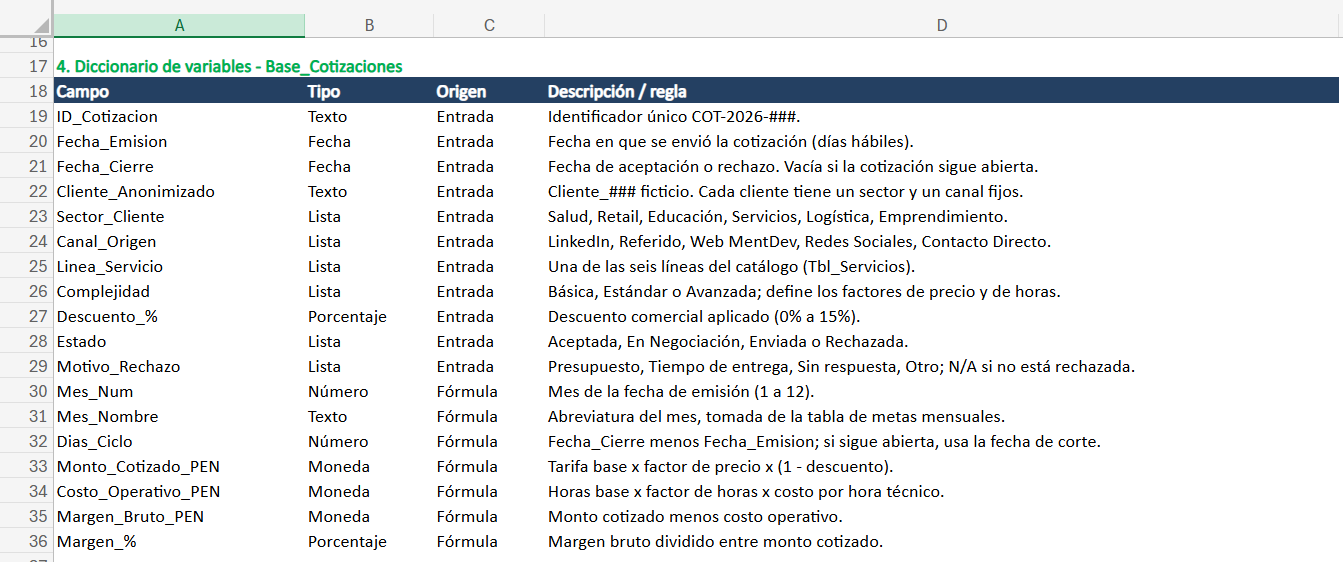 A B C D
16
17 4. Diccionario de variables - Base_Cotizaciones
18 Campo Tipo Origen Descripción / regla
19 ID_Cotizacion Texto Entrada Identificador único COT-2026-###.
20 Fecha_Emision Fecha Entrada Fecha en que se envió la cotización (días hábiles).
21 Fecha_Cierre Fecha Entrada Fecha de aceptación o rechazo. Vacía si la cotización sigue abierta.
22 Cliente_Anonimizado Texto Entrada Cliente_### ficticio. Cada cliente tiene un sector y un canal fijos.
23 Sector_Cliente Lista Entrada Salud, Retail, Educación, Servicios, Logística, Emprendimiento.
24 Canal_Origen Lista Entrada LinkedIn, Referido, Web MentDev, Redes Sociales, Contacto Directo.
25 Linea_Servicio Lista Entrada Una de las seis líneas del catálogo (Tbl_Servicios).
26 Complejidad Lista Entrada Básica, Estándar o Avanzada; define los factores de precio y de horas.
27 Descuento_% Porcentaje Entrada Descuento comercial aplicado (0% a 15%).
28 Estado Lista Entrada Aceptada, En Negociación, Enviada o Rechazada.
29 Motivo_Rechazo Lista Entrada Presupuesto, Tiempo de entrega, Sin respuesta, Otro; N/A si no está rechazada.
30 Mes_Num Número Fórmula Mes de la fecha de emisión (1 a 12).
31 Mes_Nombre Texto Fórmula Abreviatura del mes, tomada de la tabla de metas mensuales.
32 Dias_Ciclo Número Fórmula Fecha_Cierre menos Fecha_Emision; si sigue abierta, usa la fecha de corte.
33 Monto_Cotizado_PEN Moneda Fórmula Tarifa base x factor de precio x (1 - descuento).
34 Costo_Operativo_PEN Moneda Fórmula Horas base x factor de horas x costo por hora técnico.
35 Margen_Bruto_PEN Moneda Fórmula Monto cotizado menos costo operativo.
36 Margen_% Porcentaje Fórmula Margen bruto dividido entre monto cotizado.